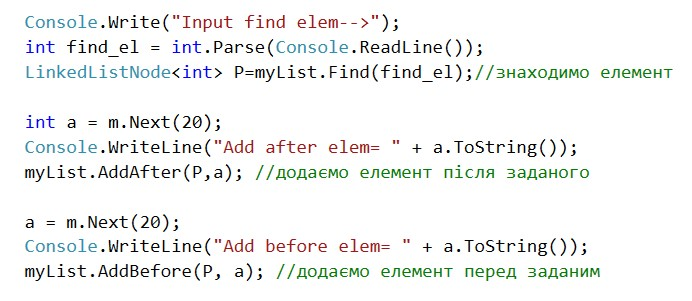 Console.Write("Input find elem-->");
int find_el = int.Parse(Console.ReadLine());
LinkedListNode<int> P=myList.Find(find_el);//знаходимо елемент
int a = m.Next(20);
Console.WriteLine("Add after elem= " + a.ToString());
myList.AddAfter(P,a); //додаємо елемент після заданого
a = m.Next(20);
Console.WriteLine("Add before elem= " + a.ToString());
myList.AddBefore(P, a); //додаємо елемент перед заданим